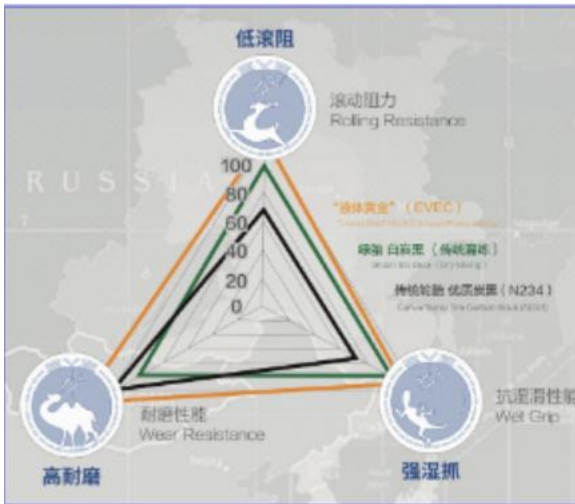 低滚阻
滚动阻力
Rolling Resistance
100
80
60
40
20
0
RUSSIA
“液体黄金”（EVEC）
绿胎 白炭黑（传统混炼）
传统轮胎 优质炭黑（N234）
耐磨性能
Wear Resistance
高耐磨
抗湿滑性能
Wet Grip
强湿抓